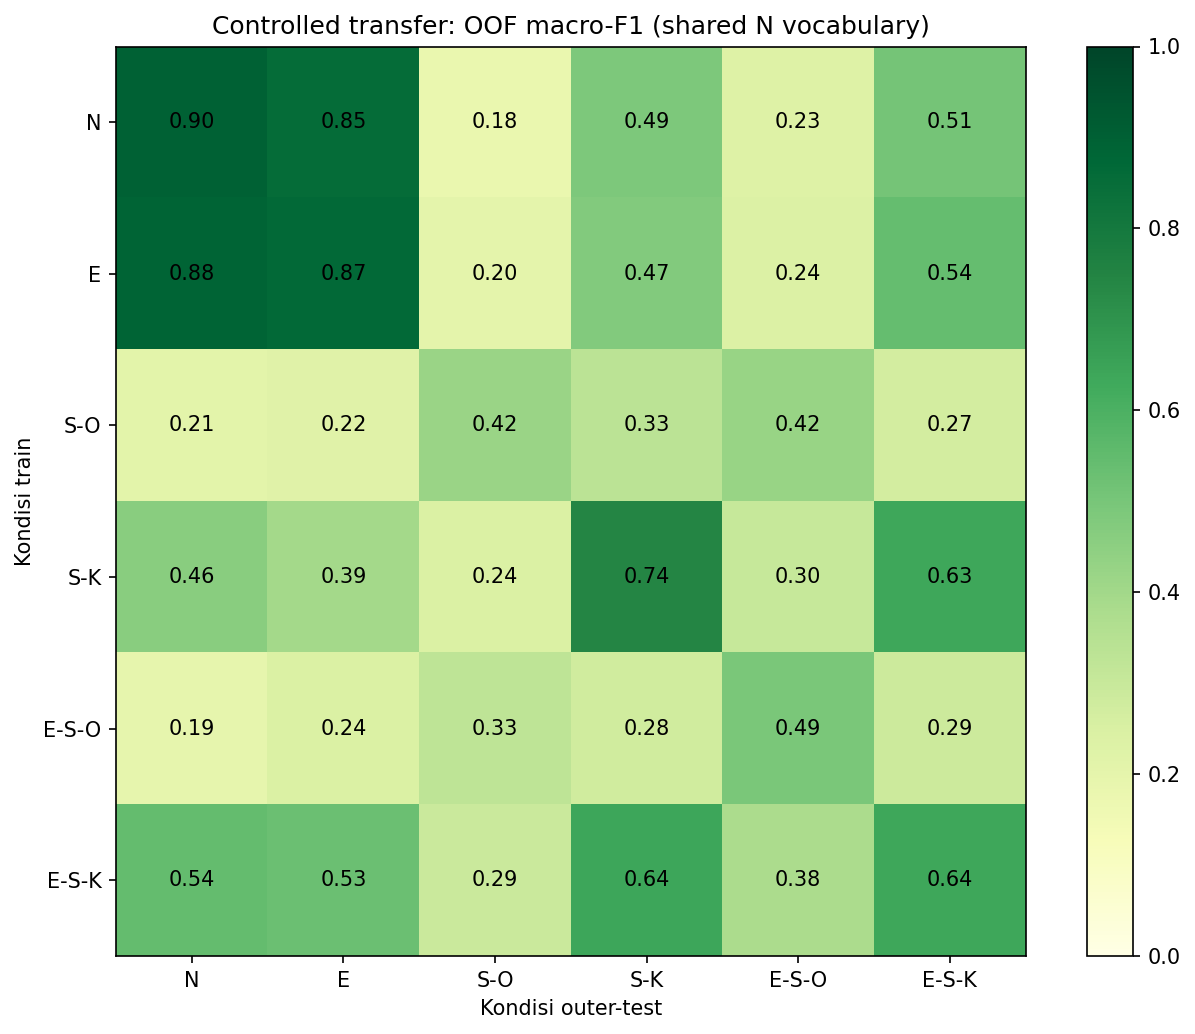 Controlled transfer: OOF macro-F1 (shared N vocabulary)
1.0
N 0.90 0.85 0.18 0.49 0.23 0.51
0.8
E 0.88 0.87 0.20 0.47 0.24 0.54
0.6
S-O 0.21 0.22 0.42 0.33 0.42 0.27
Kondisi train
S-K 0.46 0.39 0.24 0.74 0.30 0.63
0.4
E-S-O 0.19 0.24 0.33 0.28 0.49 0.29
0.2
E-S-K 0.54 0.53 0.29 0.64 0.38 0.64
0.0
N E S-O S-K E-S-O E-S-K
Kondisi outer-test